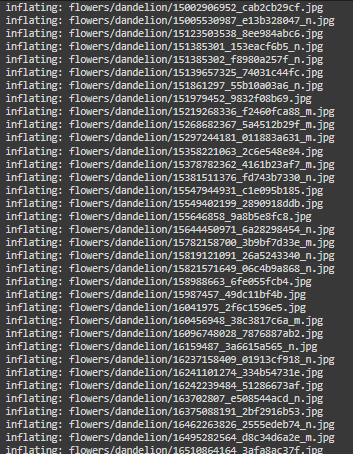 inflating: flowers/dandelion/15002906952_cab2cb29cf.jpg
inflating: flowers/dandelion/15005530987_e13b328047_n.jpg
inflating: flowers/dandelion/15123503538_8ee984abc6.jpg
inflating: flowers/dandelion/151385301_153eacf6b5_n.jpg
inflating: flowers/dandelion/151385302_f8980a257f_n.jpg
inflating: flowers/dandelion/15139657325_74031c44fc.jpg
inflating: flowers/dandelion/151861297_55b10a03a6_n.jpg
inflating: flowers/dandelion/151979452_9832f08b69.jpg
inflating: flowers/dandelion/15219268336_f2460fca88_m.jpg
inflating: flowers/dandelion/15268682367_5a4512b29f_m.jpg
inflating: flowers/dandelion/15297244181_011883a631_m.jpg
inflating: flowers/dandelion/15358221063_2c6e548e84.jpg
inflating: flowers/dandelion/15378782362_4161b23af7_m.jpg
inflating: flowers/dandelion/15381511376_fd743b7330_n.jpg
inflating: flowers/dandelion/15547944931_c1e095b185.jpg
inflating: flowers/dandelion/15549402199_2890918ddb.jpg
inflating: flowers/dandelion/155646858_9a8b5e8fc8.jpg
inflating: flowers/dandelion/15644450971_6a28298454_n.jpg
inflating: flowers/dandelion/15782158700_3b9bf7d33e_m.jpg
inflating: flowers/dandelion/15819121091_26a5243340_n.jpg
inflating: flowers/dandelion/15821571649_06c4b9a868_n.jpg
inflating: flowers/dandelion/158988663_6fe055fcb4.jpg
inflating: flowers/dandelion/15987457_49dc11bf4b.jpg
inflating: flowers/dandelion/16041975_2f6c1596e5.jpg
inflating: flowers/dandelion/160456948_38c3817c6a_m.jpg
inflating: flowers/dandelion/16096748028_7876887ab2.jpg
inflating: flowers/dandelion/16159487_3a6615a565_n.jpg
inflating: flowers/dandelion/16237158409_01913cf918_n.jpg
inflating: flowers/dandelion/16241101274_334b54731e.jpg
inflating: flowers/dandelion/16242239484_51286673af.jpg
inflating: flowers/dandelion/163702807_e508544acd_n.jpg
inflating: flowers/dandelion/16375088191_2bf2916b53.jpg
inflating: flowers/dandelion/16462263826_2555edeb74_n.jpg
inflating: flowers/dandelion/16495282564_d8c34d6a2e_m.jpg
inflating: flowers/dandelion/16510864164_3afa8ac37f.jpg